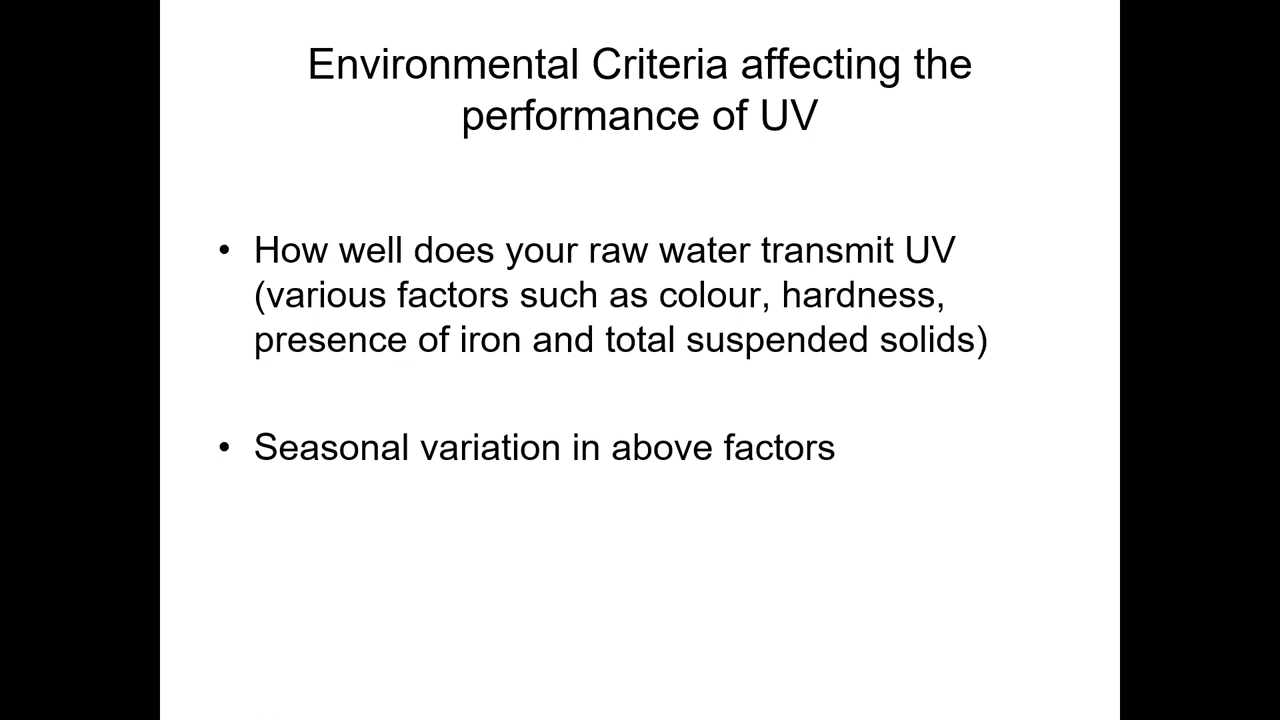 Environmental Criteria affecting the
performance of UV
• How well does your raw water transmit UV
(various factors such as colour, hardness,
presence of iron and total suspended solids)
• Seasonal variation in above factors